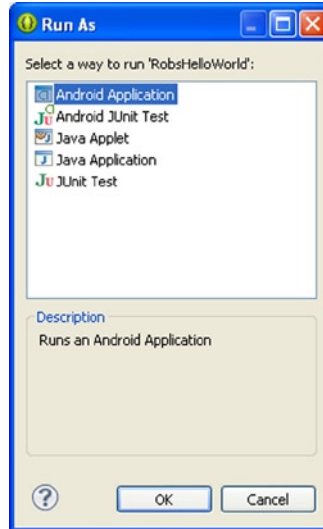 Run As
Select a way to run 'RobsHelloWorld':
Android Application
Android JUnit Test
Java Applet
Java Application
JUnit Test
Description
Runs an Android Application
?
OK
Cancel